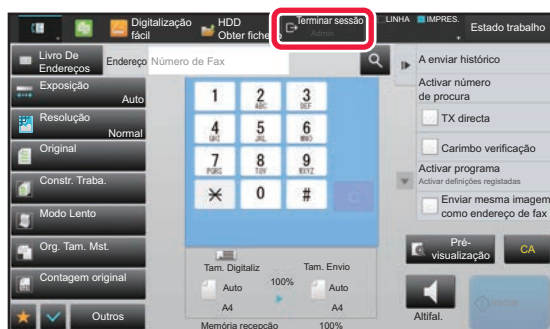 Digitalização
fácil
HDD
Obter fiche
Terminar sessão
Admin
LINHA
IMPRES.
Estado trabalho
Livro De
Endereços
Endereço
Número de Fax
A enviar histórico
Exposição
Auto
Activar número
de procura
Resolução
Normal
TX directa
Original
Carimbo verificação
Constr. Traba.
Activar programa
Activar definições registadas
Modo Lento
Enviar mesma imagem
como endereço de fax
Org. Tam. Mst.
Contagem original
Outros
1
2
ABC
3
DEF
4
GHI
5
JKL
6
MNO
7
PQRS
8
TUV
9
WXYZ
0
#
C
Tam. Digitaliz
Tam. Envio
Auto
100%
Auto
A4
A4
Memória recepção
100%
Pré-
visualização
CA
Altifal.
Iniciar